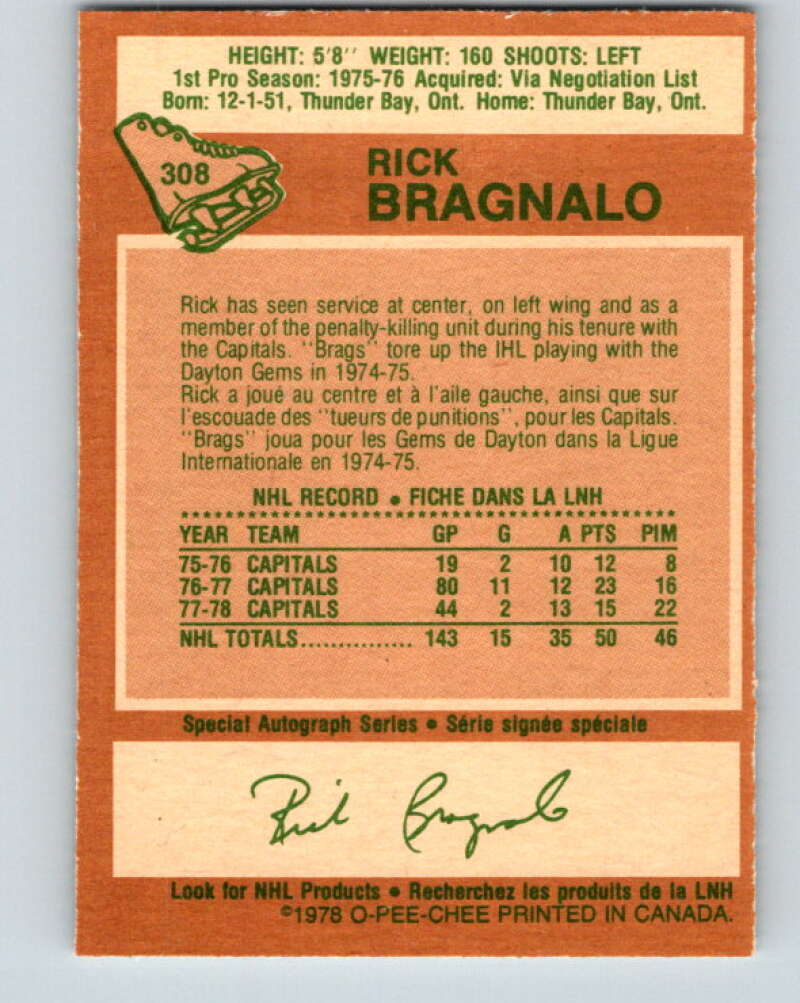 HEIGHT: 5'8'' WEIGHT: 160 SHOOTS: LEFT
1st Pro Season: 1975-76 Acquired: Via Negotiation List
Born: 12-1-51, Thunder Bay, Ont. Home: Thunder Bay, Ont.
308
RICK
BRAGNALO
Rick has seen service at center, on left wing and as a
member of the penalty-killing unit during his tenure with
the Capitals. ''Brags'' tore up the IHL playing with the
Dayton Gems in 1974-75.
Rick a joué au centre et à l'aile gauche, ainsi que sur
l'escouade des ''tueurs de punitions'', pour les Capitals.
''Brags'' joua pour les Gems de Dayton dans la Ligue
Internationale en 1974-75.
NHL RECORD • FICHE DANS LA LNH
YEAR TEAM GP G A PTS PIM
75-76 CAPITALS 19 2 10 12 8
76-77 CAPITALS 80 11 12 23 16
77-78 CAPITALS 44 2 13 15 22
NHL TOTALS............... 143 15 35 50 46
Special Autograph Series • Série signée spéciale
Rick Bragnalo
Look for NHL Products • Recherchez les produits de la LNH
©1978 O-PEE-CHEE PRINTED IN CANADA.